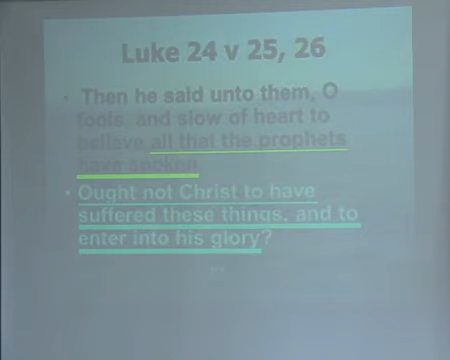 Luke 24 v 25, 26
• Then he said unto them, O
fools, and slow of heart to
believe all that the prophets
have spoken.
• Ought not Christ to have
suffered these things, and to
enter into his glory?